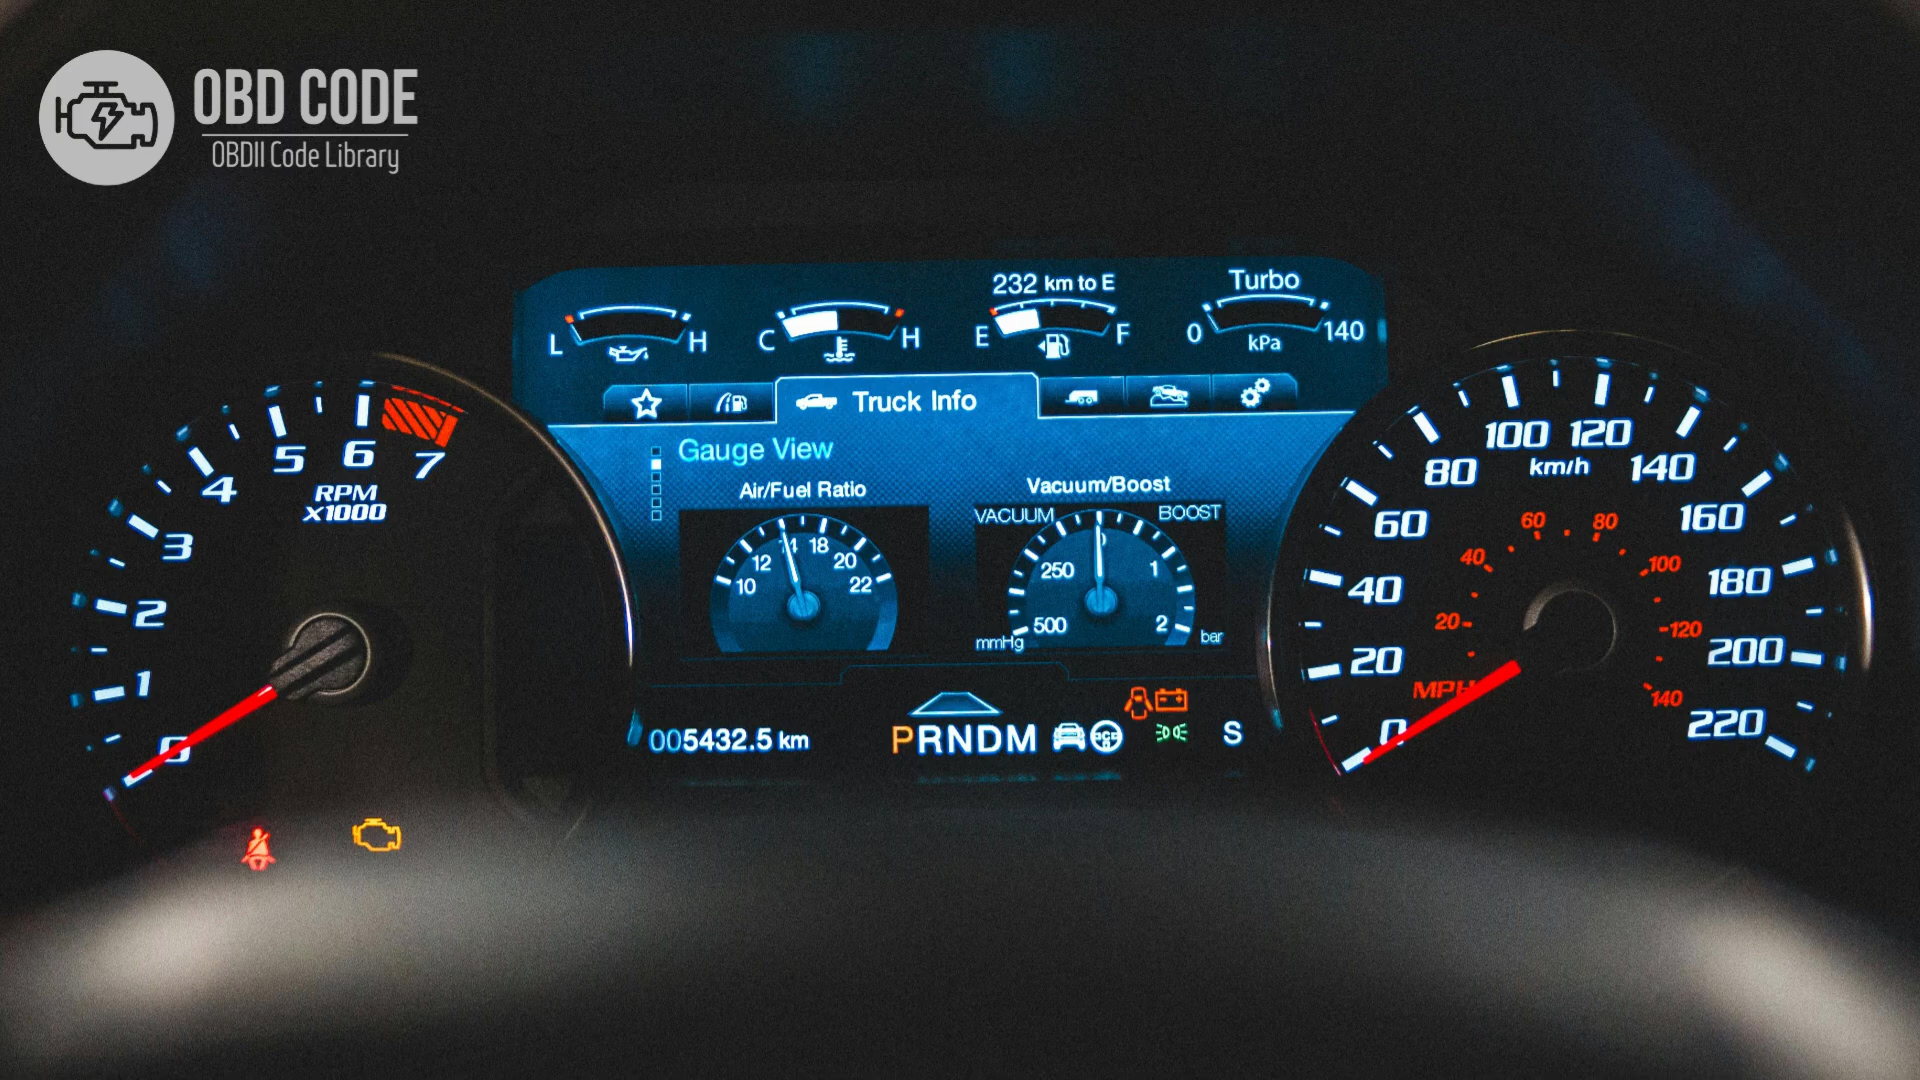 OBD CODE
OBDII Code Library
232 km to E
Turbo
L H
C H
E F
0 140
kPa
Truck Info
Gauge View
Air/Fuel Ratio
10 12 14 18 20 22
Vacuum/Boost
VACUUM BOOST
500 250 0 1 2
mmHg bar
0 1 2 3 4 5 6 7
RPM
X1000
0 20 40 60 80 100 120 140 160 180 200 220
km/h
20 40 60 80 100 120 140
MPH
005432.5 km
PRNDM
S